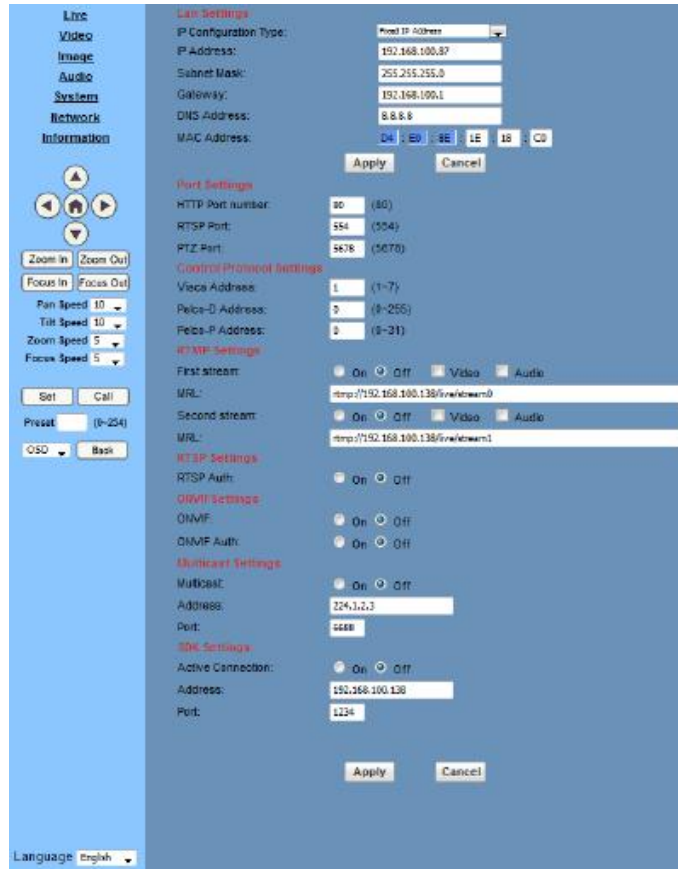 Live
Video
Image
Audio
System
Network
Information
Zoom In Zoom Out
Focus In Focus Out
Pan Speed 10
Tilt Speed 10
Zoom Speed 5
Focus Speed 5
Set Call
Preset (0~254)
OSD Back
Language English
Lan Settings
IP Configuration Type: Fixed IP Address
IP Address: 192.168.100.87
Subnet Mask: 255.255.255.0
Gateway: 192.168.100.1
DNS Address: 8.8.8.8
MAC Address: D4 : E0 : 8E : 1E : 18 : C0
Apply Cancel
Port Settings
HTTP Port number: 80 (80)
RTSP Port: 554 (554)
PTZ Port: 5678 (5678)
Control Protocol Settings
Visca Address: 1 (1~7)
Pelco-D Address: 0 (0~255)
Pelco-P Address: 0 (0~31)
RTMP Settings
First stream: On Off Video Audio
MRL: rtmp://192.168.100.138/live/stream0
Second stream: On Off Video Audio
MRL: rtmp://192.168.100.138/live/stream1
RTSP Settings
RTSP Auth: On Off
ONVIF Settings
ONVIF: On Off
ONVIF Auth: On Off
Multicast Settings
Multicast: On Off
Address: 224.1.2.3
Port: 6688
SDK Settings
Active Connection: On Off
Address: 192.168.100.138
Port: 1234
Apply Cancel